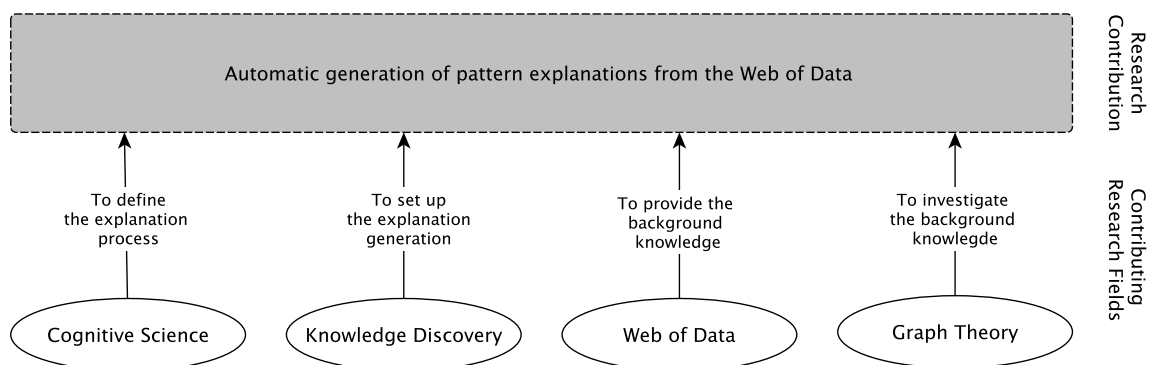 Automatic generation of pattern explanations from the Web of Data
Research
Contribution
To define
the explanation
process
To set up
the explanation
generation
To provide the
background
knowledge
To investigate
the background
knowlegde
Contributing
Research Fields
Cognitive Science
Knowledge Discovery
Web of Data
Graph Theory